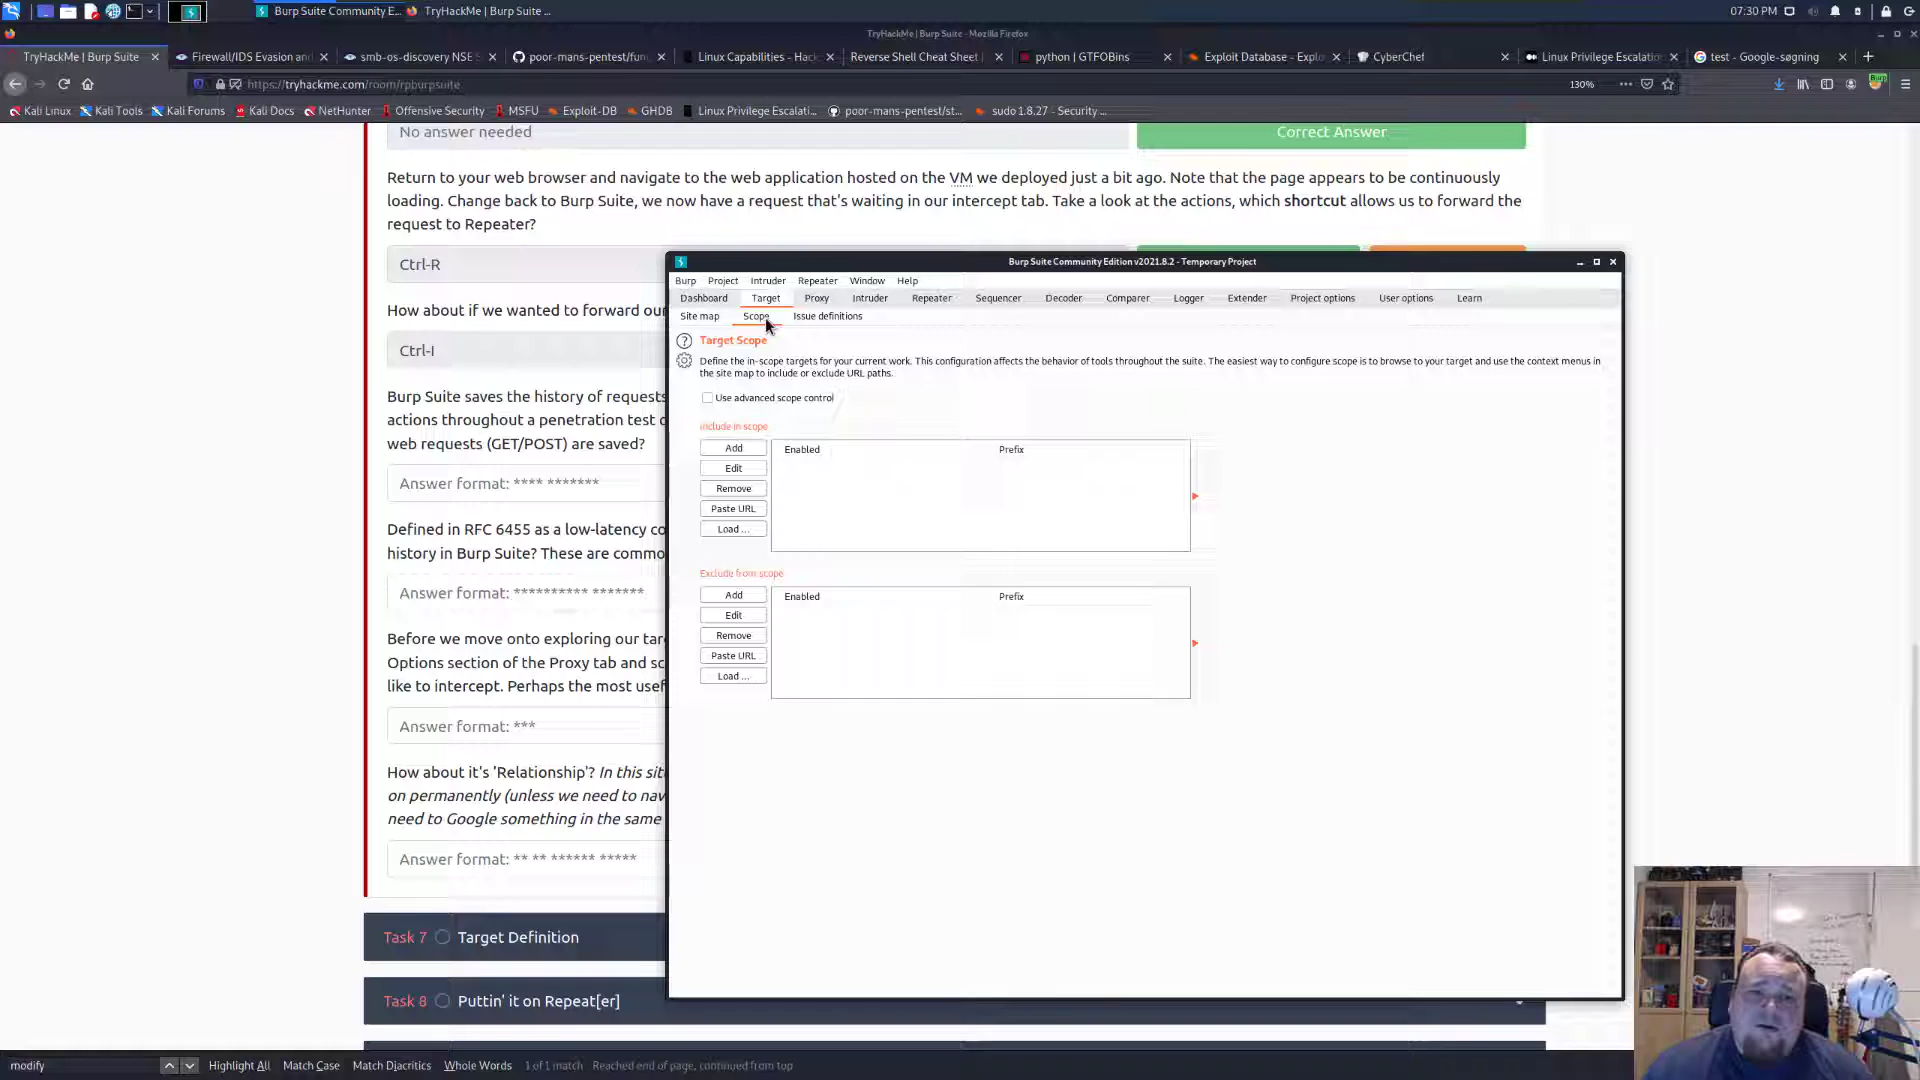 Burp Suite Community E... TryHackMe | Burp Suite ... 07:30 PM
TryHackMe | Burp Suite — Mozilla Firefox
TryHackMe | Burp Suite Firewall/IDS Evasion and smb-os-discovery NSE S poor-mans-pentest/fun Linux Capabilities - Hac Reverse Shell Cheat Sheet python | GTFOBins Exploit Database - Explo CyberChef Linux Privilege Escalatio test - Google-søgning
https://tryhackme.com/room/rpburpsuite 130% Burp
Kali Linux Kali Tools Kali Forums Kali Docs NetHunter Offensive Security MSFU Exploit-DB GHDB Linux Privilege Escalati... poor-mans-pentest/st... sudo 1.8.27 - Security ...
No answer needed Correct Answer
Return to your web browser and navigate to the web application hosted on the VM we deployed just a bit ago. Note that the page appears to be continuously
loading. Change back to Burp Suite, we now have a request that's waiting in our intercept tab. Take a look at the actions, which shortcut allows us to forward the
request to Repeater?
Ctrl-R
How about if we wanted to forward ou
Ctrl-I
Burp Suite saves the history of requests
actions throughout a penetration test o
web requests (GET/POST) are saved?
Answer format: **** *******
Defined in RFC 6455 as a low-latency co
history in Burp Suite? These are commo
Answer format: ********** *******
Before we move onto exploring our targ
Options section of the Proxy tab and sc
like to intercept. Perhaps the most usef
Answer format: ***
How about it's 'Relationship'? In this sit
on permanently (unless we need to nav
need to Google something in the same
Answer format: ** ** ****** *****
Task 7 Target Definition
Task 8 Puttin' it on Repeat[er]
Burp Suite Community Edition v2021.8.2 - Temporary Project
Burp Project Intruder Repeater Window Help
Dashboard Target Proxy Intruder Repeater Sequencer Decoder Comparer Logger Extender Project options User options Learn
Site map Scope Issue definitions
? Target Scope
Define the in-scope targets for your current work. This configuration affects the behavior of tools throughout the suite. The easiest way to configure scope is to browse to your target and use the context menus in
the site map to include or exclude URL paths.
Use advanced scope control
Include in scope
Add Enabled Prefix
Edit
Remove
Paste URL
Load ...
Exclude from scope
Add Enabled Prefix
Edit
Remove
Paste URL
Load ...
modify Highlight All Match Case Match Diacritics Whole Words 1 of 1 match Reached end of page, continued from top